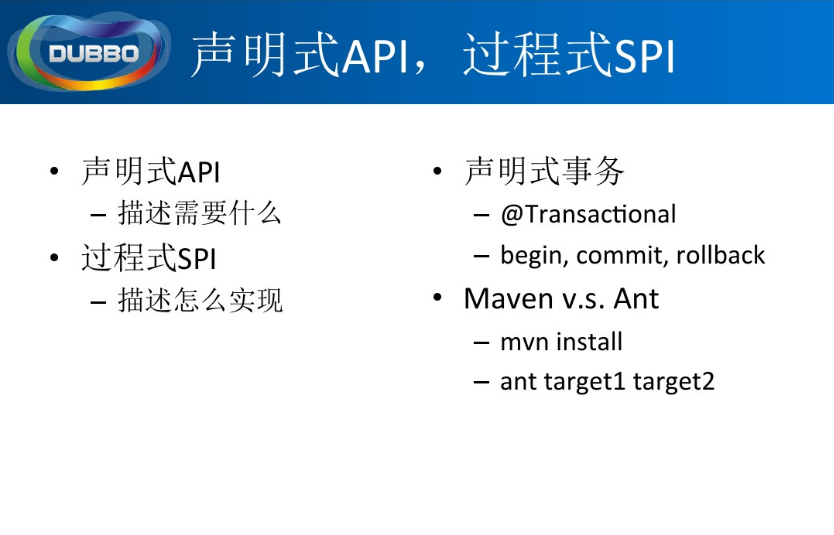 DUBBO
声明式API，过程式SPI
• 声明式API
– 描述需要什么
• 过程式SPI
– 描述怎么实现
• 声明式事务
– @Transactional
– begin, commit, rollback
• Maven v.s. Ant
– mvn install
– ant target1 target2